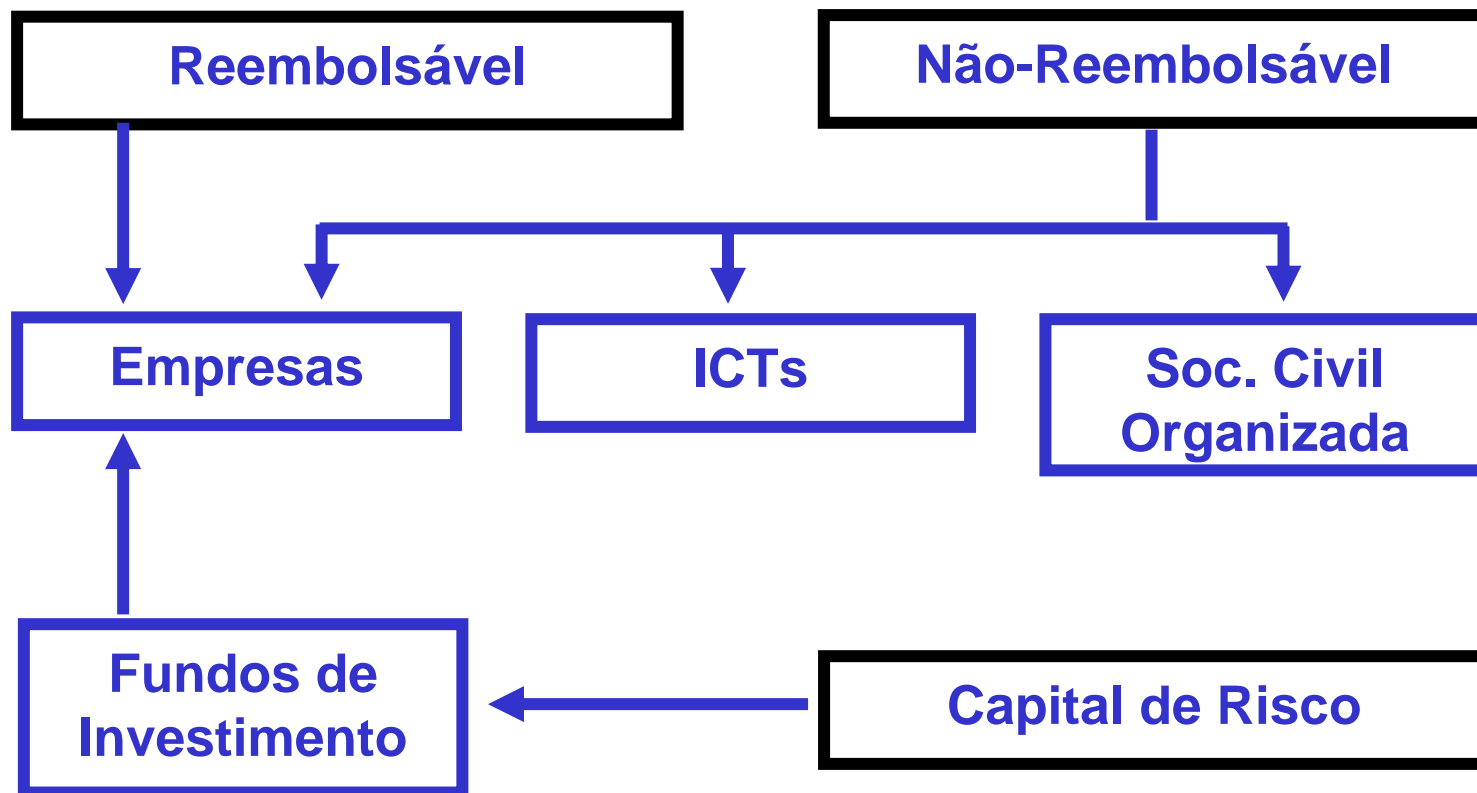 Reembolsável
Não-Reembolsável
Empresas
ICTs
Soc. Civil
Organizada
Fundos de
Investimento
Capital de Risco